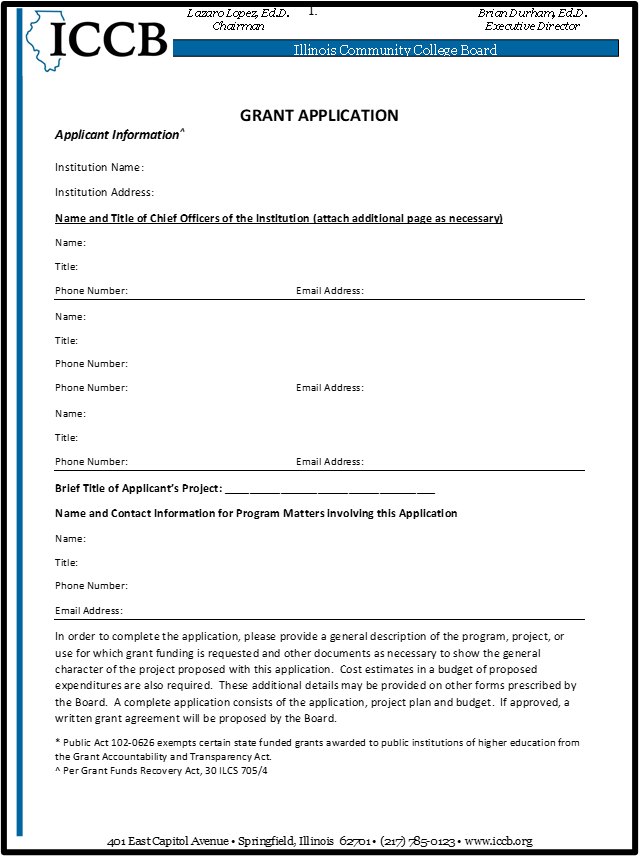 Lazaro Lopez, Ed.D. 1. Brian Durham, Ed.D.
Chairman Executive Director
ICCB
Illinois Community College Board
GRANT APPLICATION
Applicant Information^
Institution Name:
Institution Address:
Name and Title of Chief Officers of the Institution (attach additional page as necessary)
Name:
Title:
Phone Number: Email Address:
Name:
Title:
Phone Number:
Phone Number: Email Address:
Name:
Title:
Phone Number: Email Address:
Brief Title of Applicant's Project: ___________________________________
Name and Contact Information for Program Matters involving this Application
Name:
Title:
Phone Number:
Email Address:
In order to complete the application, please provide a general description of the program, project, or
use for which grant funding is requested and other documents as necessary to show the general
character of the project proposed with this application. Cost estimates in a budget of proposed
expenditures are also required. These additional details may be provided on other forms prescribed by
the Board. A complete application consists of the application, project plan and budget. If approved, a
written grant agreement will be proposed by the Board.
* Public Act 102-0626 exempts certain state funded grants awarded to public institutions of higher education from
the Grant Accountability and Transparency Act.
^ Per Grant Funds Recovery Act, 30 ILCS 705/4
401 East Capitol Avenue • Springfield, Illinois 62701 • (217) 785-0123 • www.iccb.org